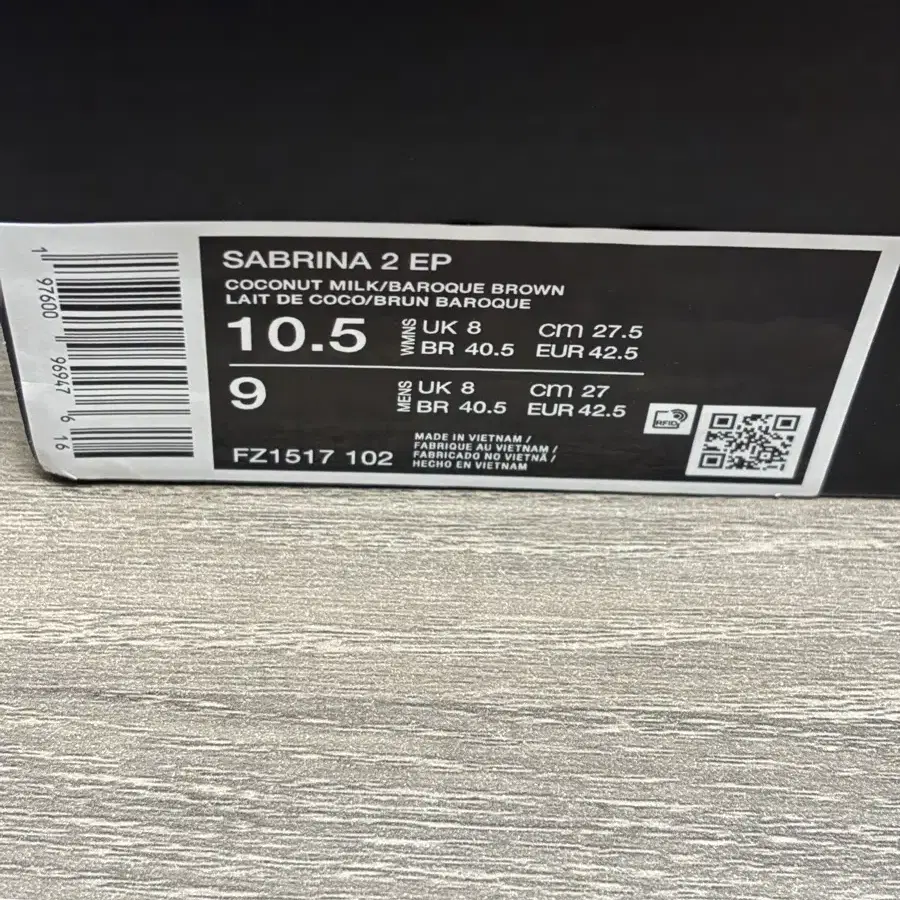 SABRINA 2 EP
COCONUT MILK/BAROQUE BROWN
LAIT DE COCO/BRUN BAROQUE
10.5 WMNS UK 8 cm 27.5
BR 40.5 EUR 42.5
9 MENS UK 8 cm 27
BR 40.5 EUR 42.5
FZ1517 102
MADE IN VIETNAM /
FABRIQUE AU VIETNAM /
FABRICADO NO VIETNÃ /
HECHO EN VIETNAM
RFID
1 97600 96947 6 16